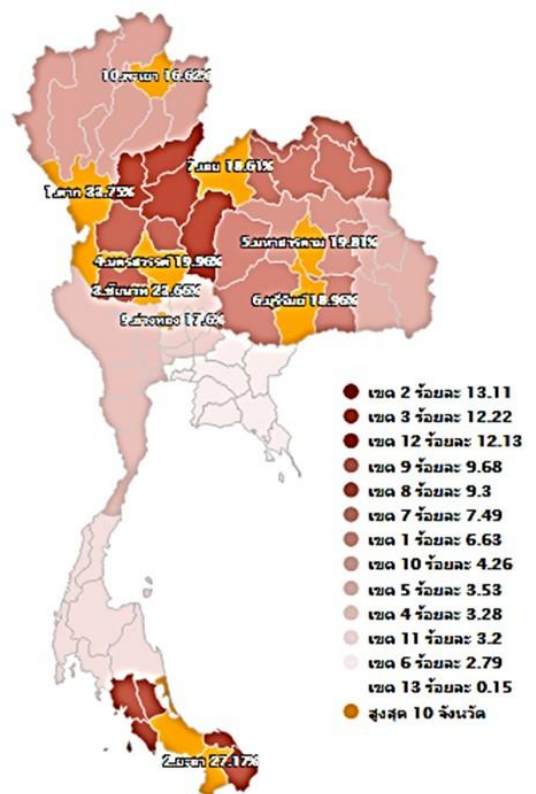 10.พะเยา 16.62%
7.เลย 18.61%
1.ตาก 22.75%
5.มหาสารคาม 19.81%
4.นครสวรรค์ 19.96%
3.ชัยนาท 22.66%
6.บุรีรัมย์ 18.96%
9.อ่างทอง 17.6%
เขต 2 ร้อยละ 13.11
เขต 3 ร้อยละ 12.22
เขต 12 ร้อยละ 12.13
เขต 9 ร้อยละ 9.68
เขต 8 ร้อยละ 9.3
เขต 7 ร้อยละ 7.49
เขต 1 ร้อยละ 6.63
เขต 10 ร้อยละ 4.26
เขต 5 ร้อยละ 3.53
เขต 4 ร้อยละ 3.28
เขต 11 ร้อยละ 3.2
เขต 6 ร้อยละ 2.79
เขต 13 ร้อยละ 0.15
สูงสุด 10 จังหวัด
27.17%